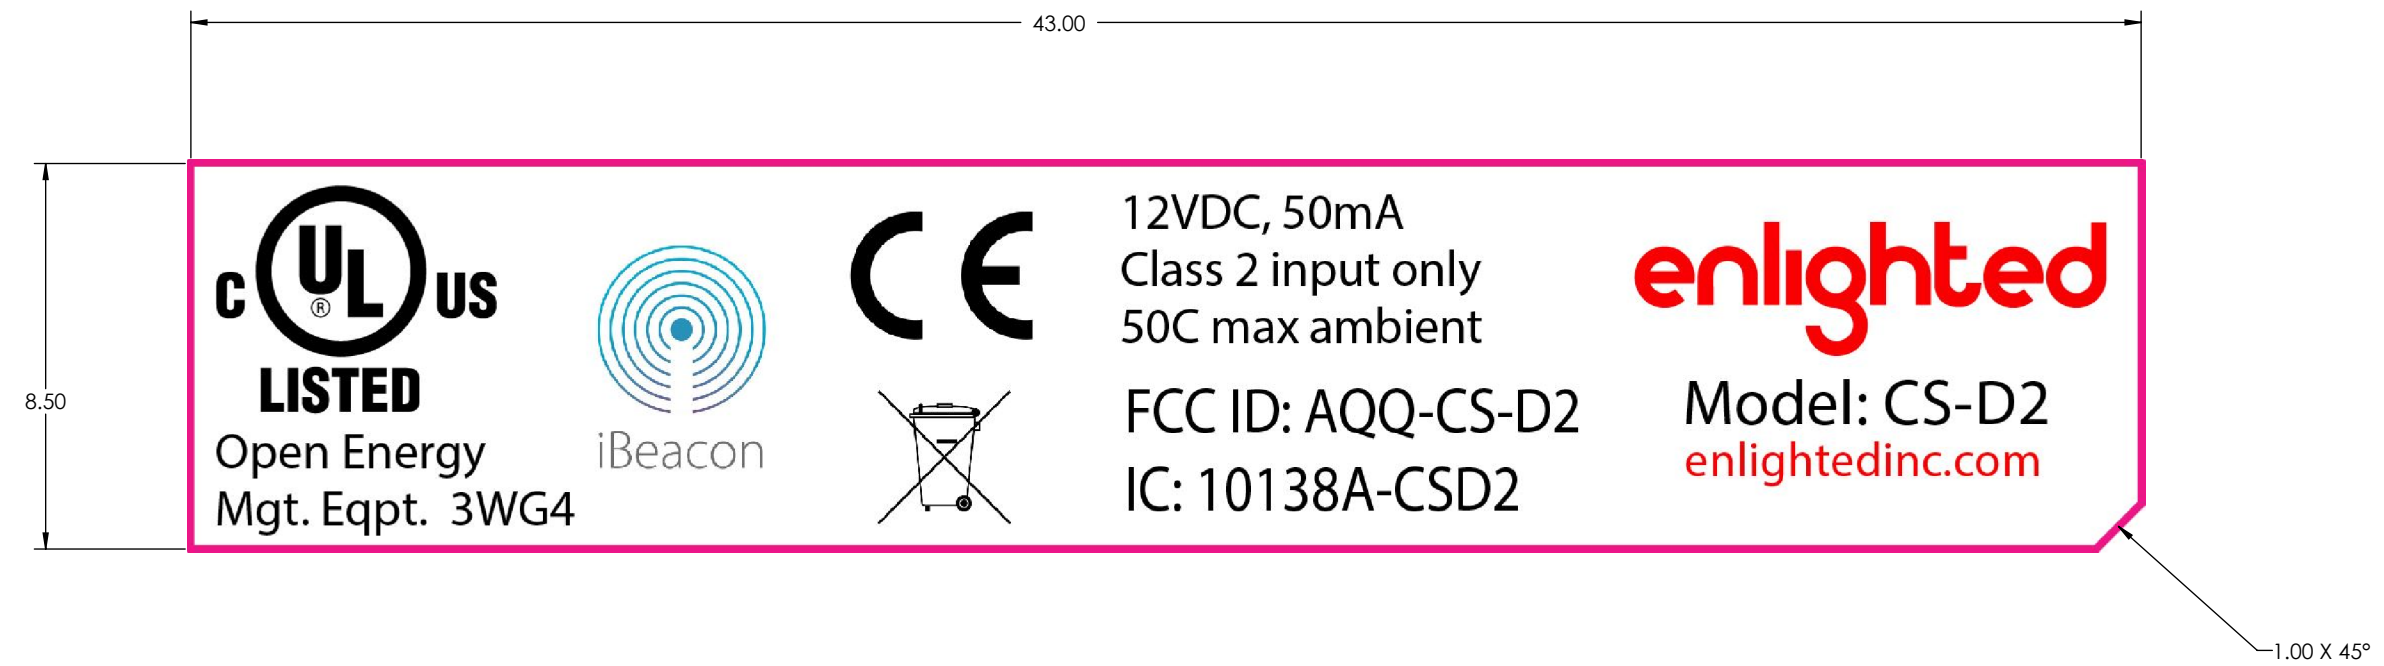 43.00
8.50
C UL ® US
LISTED
Open Energy
Mgt. Eqpt. 3WG4
iBeacon
CE
12VDC, 50mA
Class 2 input only
50C max ambient
FCC ID: AQQ-CS-D2
IC: 10138A-CSD2
enlighted
Model: CS-D2
enlightedinc.com
1.00 X 45°